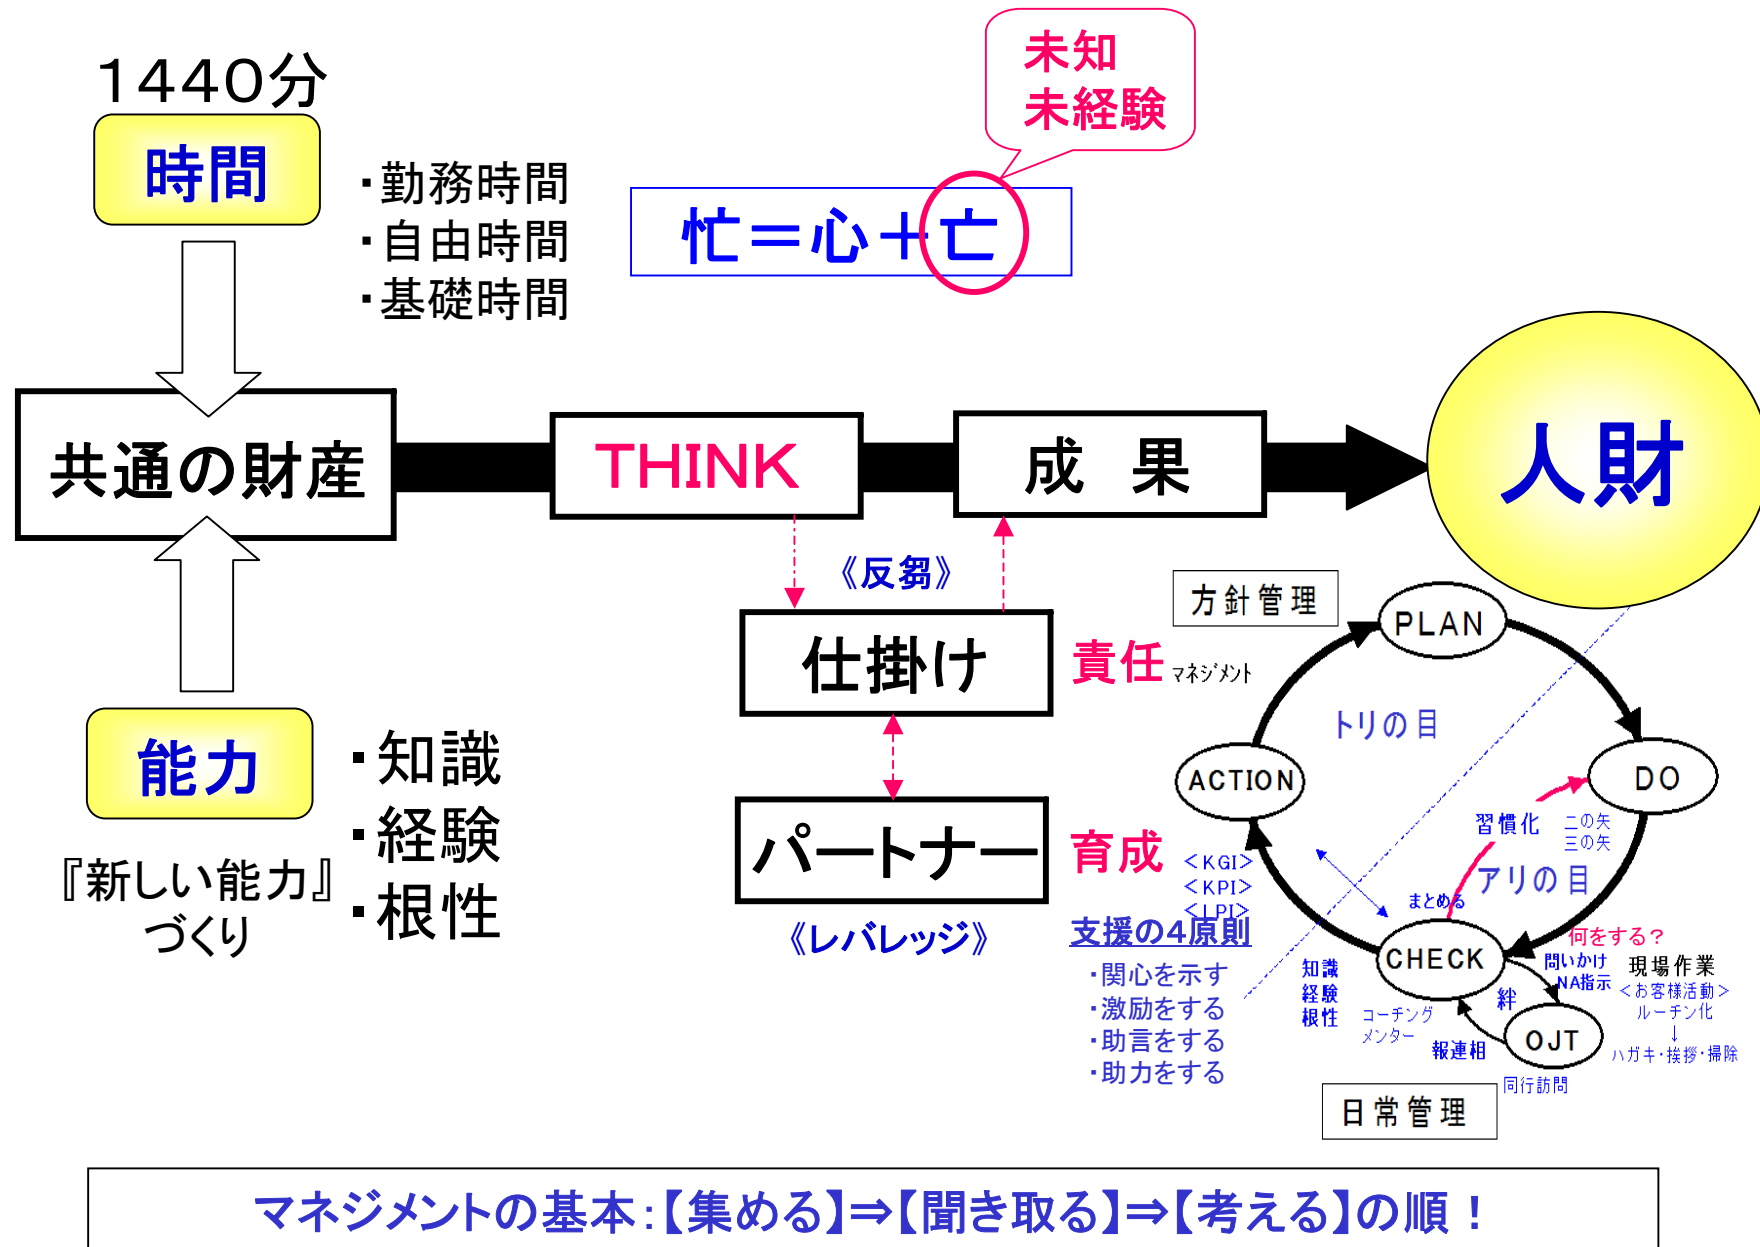 1440分
時間
・勤務時間
・自由時間
・基礎時間
未知
未経験
忙＝心＋亡
共通の財産
THINK
成　果
人財
《反芻》
仕掛け
責任
パートナー
育成
《レバレッジ》
能力
・知識
・経験
・根性
『新しい能力』
づくり
支援の4原則
・関心を示す
・激励をする
・助言をする
・助力をする
方針管理
マネジメント
PLAN
トリの目
ACTION
DO
習慣化
二の矢
三の矢
アリの目
まとめる
＜KGI＞
＜KPI＞
＜LPI＞
CHECK
何をする？
問いかけ
NA指示
現場作業
＜お客様活動＞
ルーチン化
↓
ハガキ・挨拶・掃除
知識
経験
根性
絆
コーチング
メンター
報連相
OJT
同行訪問
日常管理
マネジメントの基本：【集める】⇒【聞き取る】⇒【考える】の順！